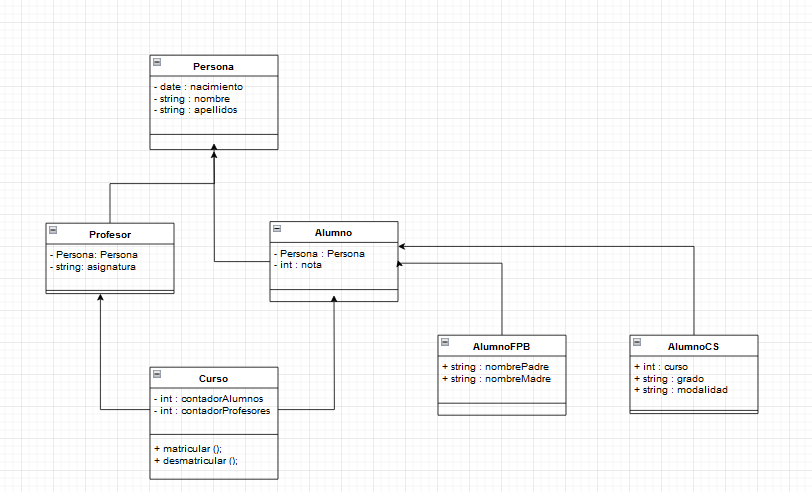 Persona
- date : nacimiento
- string : nombre
- string : apellidos
Profesor
- Persona: Persona
- string: asignatura
Alumno
- Persona : Persona
- int : nota
AlumnoFPB
+ string : nombrePadre
+ string : nombreMadre
AlumnoCS
+ int : curso
+ string : grado
+ string : modalidad
Curso
- int : contadorAlumnos
- int : contadorProfesores
+ matricular ();
+ desmatricular ();